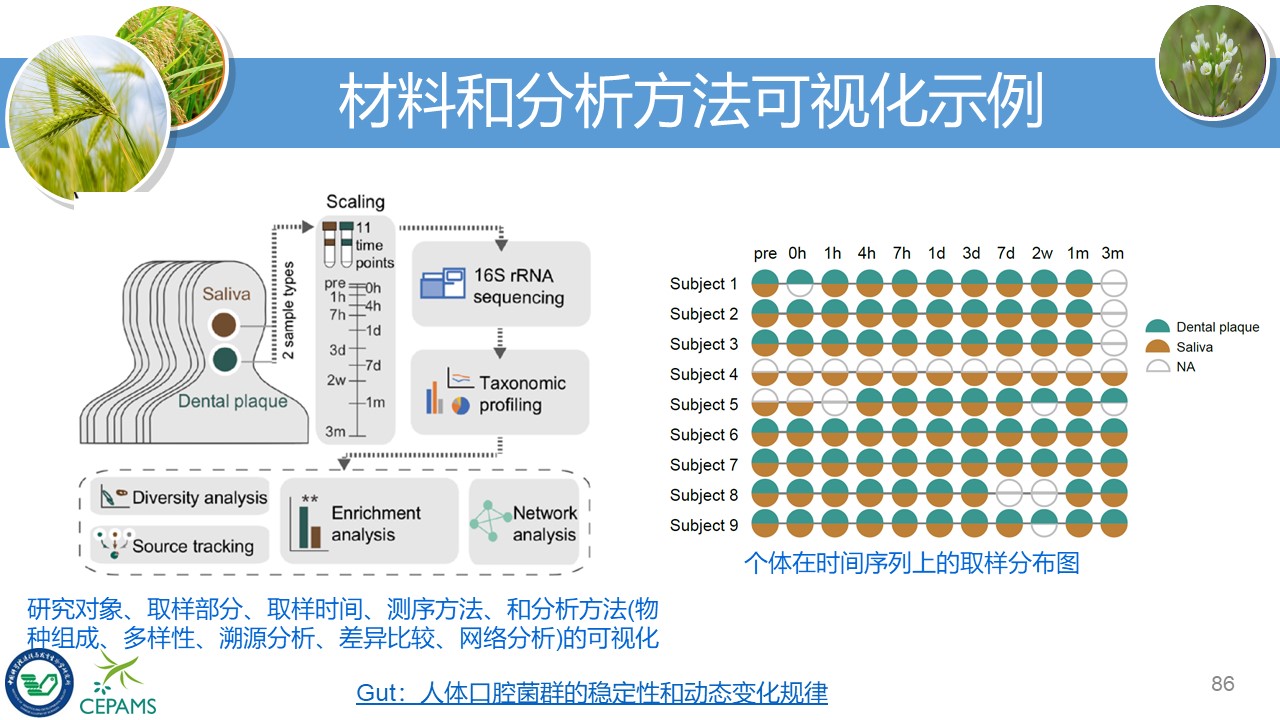 材料和分析方法可视化示例
Scaling
11
time
points
pre
0h
1h
4h
7h
1d
3d
7d
2w
1m
3m
Saliva
Dental plaque
2 sample types
16S rRNA
sequencing
Taxonomic
profiling
Diversity analysis
Source tracking
**
Enrichment
analysis
Network
analysis
pre 0h 1h 4h 7h 1d 3d 7d 2w 1m 3m
Subject 1
Subject 2
Subject 3
Subject 4
Subject 5
Subject 6
Subject 7
Subject 8
Subject 9
Dental plaque
Saliva
NA
个体在时间序列上的取样分布图
研究对象、取样部分、取样时间、测序方法、和分析方法(物
种组成、多样性、溯源分析、差异比较、网络分析)的可视化
CEPAMS
Gut：人体口腔菌群的稳定性和动态变化规律
86